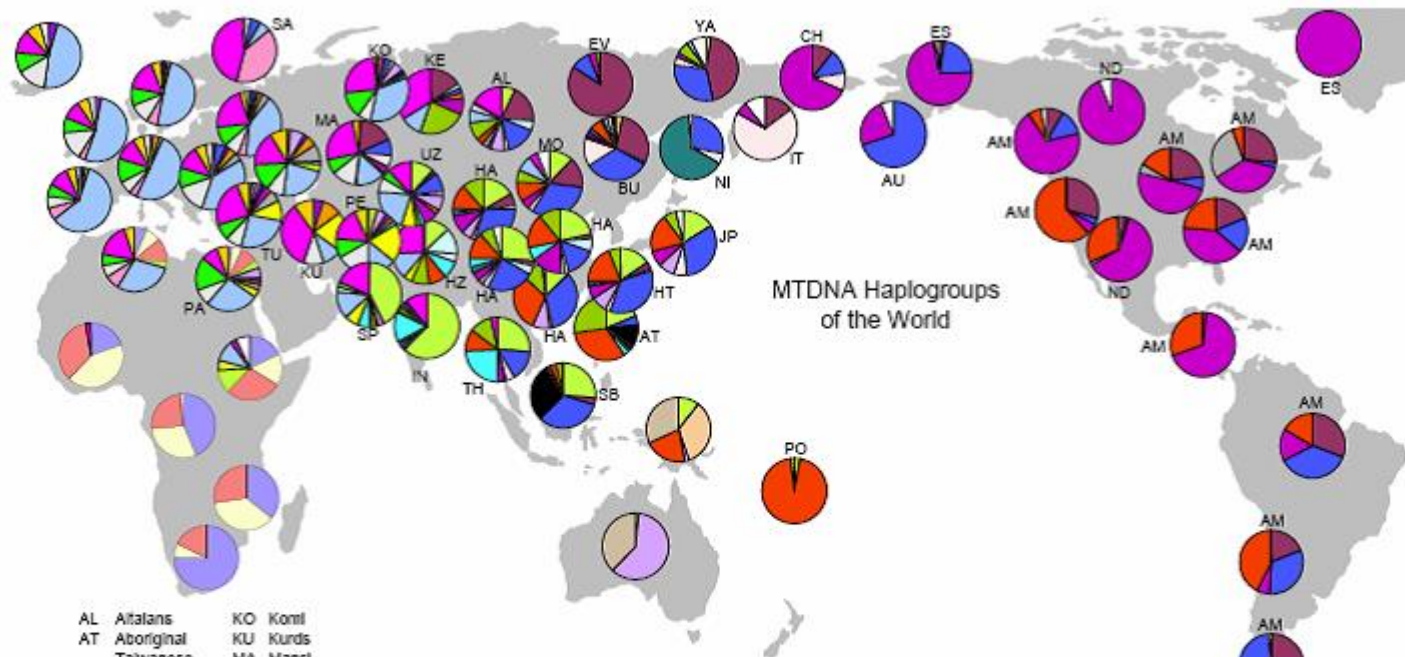 SA
YA
KO
KE
EV
CH
ES
ES
AL
ND
MA
MO
AM
AM
AM
UZ
HA
BU
NI
IT
AU
PE
HA
JP
AM
AM
TU
KU
HZ
HA
HT
ND
MTDNA Haplogroups
of the World
PA
SP
HA
AT
AM
IN
TH
SB
AM
PO
AM
AL Altaians KO Komi
AT Aboriginal KU Kurds
Taiwanese MA Mansi
AM